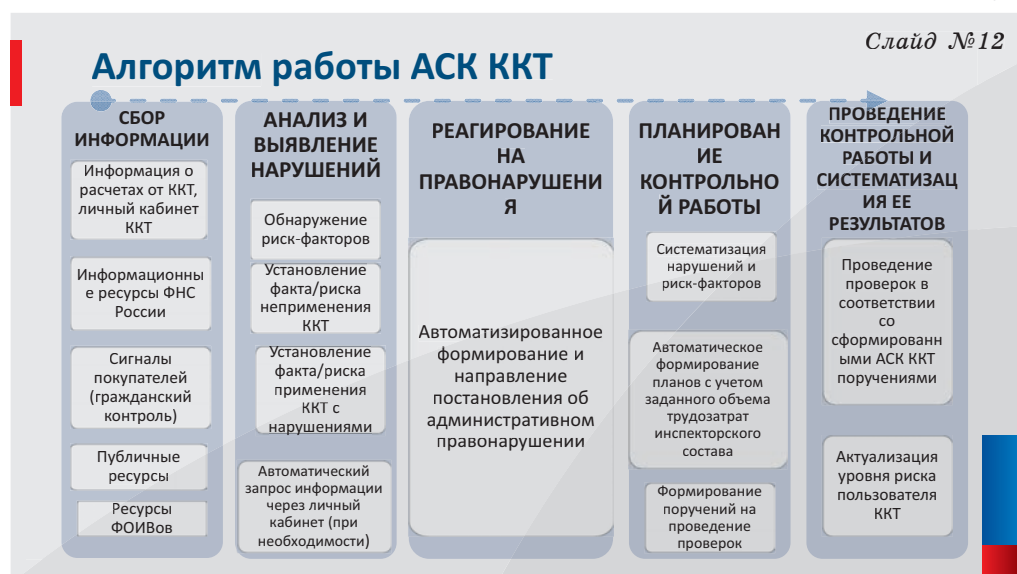 Слайд №12
Алгоритм работы АСК ККТ
СБОР
ИНФОРМАЦИИ
Информация о
расчетах от ККТ,
личный кабинет
ККТ
Информационны
е ресурсы ФНС
России
Сигналы
покупателей
(гражданский
контроль)
Публичные
ресурсы
Ресурсы
ФОИВов
АНАЛИЗ И
ВЫЯВЛЕНИЕ
НАРУШЕНИЙ
Обнаружение
риск-факторов
Установление
факта/риска
неприменения
ККТ
Установление
факта/риска
применения
ККТ с
нарушениями
Автоматический
запрос информации
через личный
кабинет (при
необходимости)
РЕАГИРОВАНИЕ
НА
ПРАВОНАРУШЕНИ
Я
Автоматизированное
формирование и
направление
постановления об
административном
правонарушении
ПЛАНИРОВАН
ИЕ
КОНТРОЛЬНО
Й РАБОТЫ
Систематизация
нарушений и
риск-факторов
Автоматическое
формирование
планов с учетом
заданного объема
трудозатрат
инспекторского
состава
Формирование
поручений на
проведение
проверок
ПРОВЕДЕНИЕ
КОНТРОЛЬНОЙ
РАБОТЫ И
СИСТЕМАТИЗАЦ
ИЯ ЕЕ
РЕЗУЛЬТАТОВ
Проведение
проверок в
соответствии
со
сформированн
ыми АСК ККТ
поручениями
Актуализация
уровня риска
пользователя
ККТ